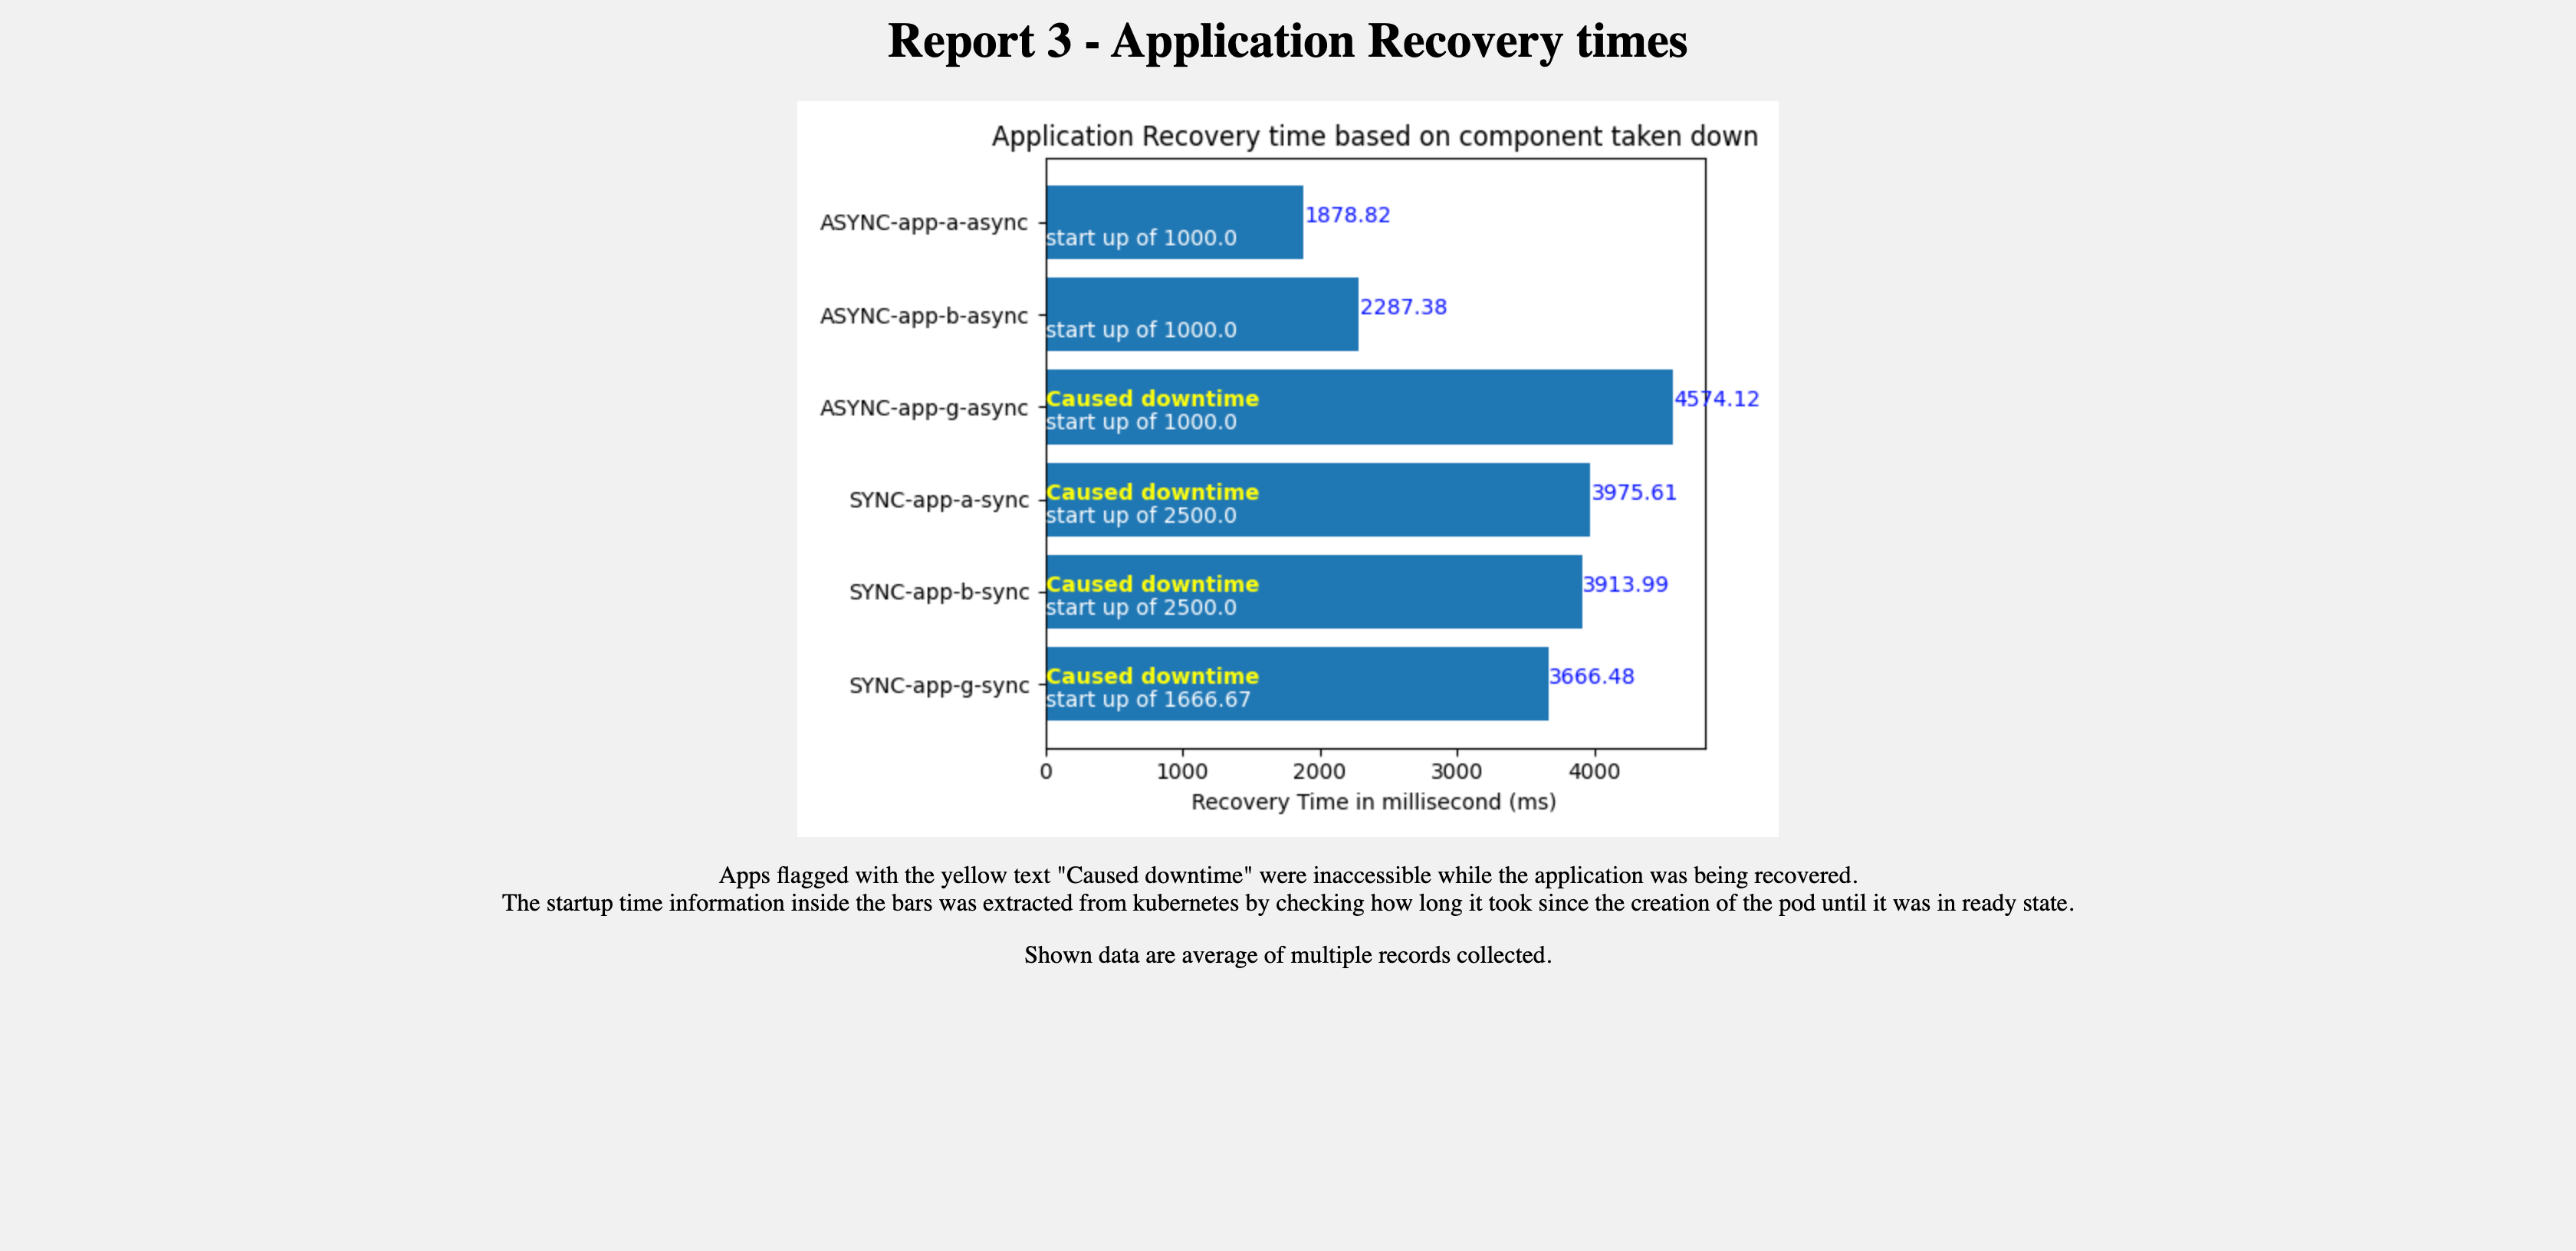 Report 3 - Application Recovery times
Application Recovery time based on component taken down
ASYNC-app-a-async
1878.82
start up of 1000.0
ASYNC-app-b-async
2287.38
start up of 1000.0
ASYNC-app-g-async
Caused downtime
4574.12
start up of 1000.0
SYNC-app-a-sync
Caused downtime
3975.61
start up of 2500.0
SYNC-app-b-sync
Caused downtime
3913.99
start up of 2500.0
SYNC-app-g-sync
Caused downtime
3666.48
start up of 1666.67
0 1000 2000 3000 4000
Recovery Time in millisecond (ms)
Apps flagged with the yellow text "Caused downtime" were inaccessible while the application was being recovered.
The startup time information inside the bars was extracted from kubernetes by checking how long it took since the creation of the pod until it was in ready state.
Shown data are average of multiple records collected.